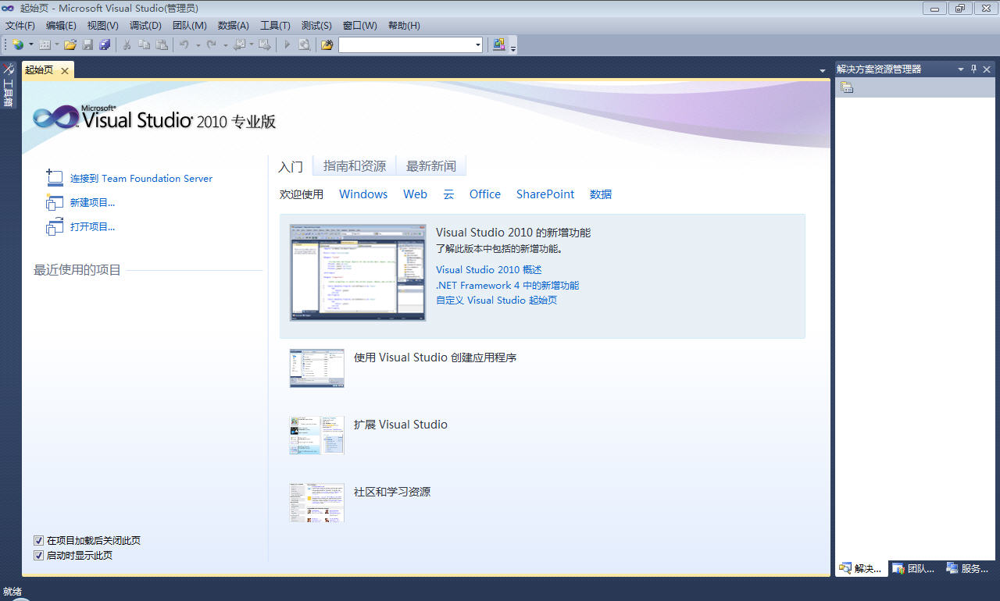 起始页 - Microsoft Visual Studio(管理员)
文件(F) 编辑(E) 视图(V) 调试(D) 团队(M) 数据(A) 工具(T) 测试(S) 窗口(W) 帮助(H)
工具箱
起始页
解决方案资源管理器
Microsoft®
Visual Studio® 2010 专业版
连接到 Team Foundation Server
新建项目...
打开项目...
最近使用的项目
在项目加载后关闭此页
启动时显示此页
入门 指南和资源 最新新闻
欢迎使用 Windows Web 云 Office SharePoint 数据
Visual Studio 2010 的新增功能
了解此版本中包括的新增功能。
Visual Studio 2010 概述
.NET Framework 4 中的新增功能
自定义 Visual Studio 起始页
使用 Visual Studio 创建应用程序
扩展 Visual Studio
社区和学习资源
解决... 团队... 服务...
就绪